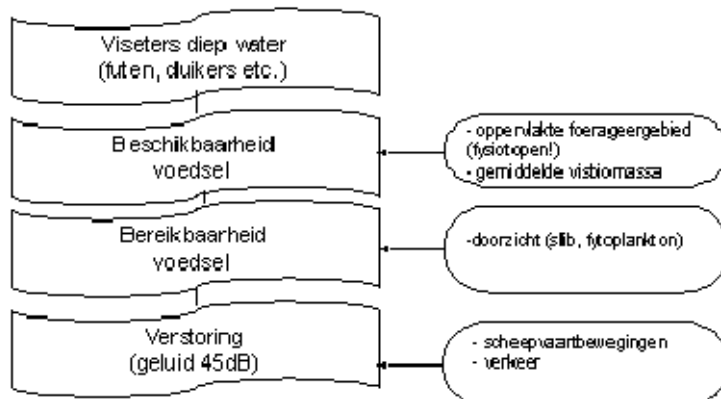 Viseters diep water
(futen, duikers etc.)
Beschikbaarheid
voedsel
- oppervlakte foerageergebied
(fysiotopen!)
- gemiddelde visbiomassa
Bereikbaarheid
voedsel
-doorzicht (slib, fytoplankton)
Verstoring
(geluid 45dB)
- scheepvaartbewegingen
- verkeer